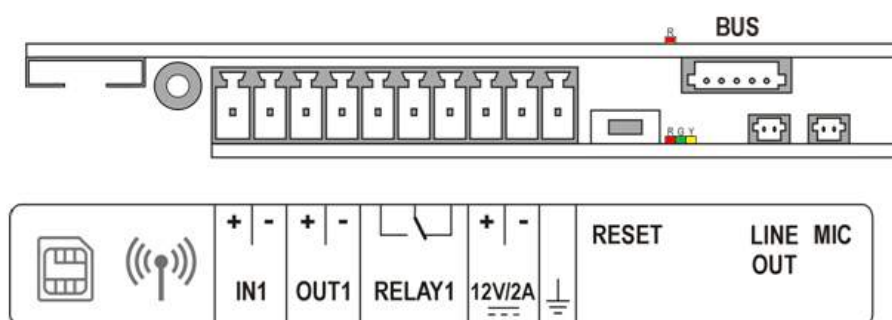 R
BUS
R G Y
+ - + - + -
RESET
LINE MIC
OUT
IN1 OUT1 RELAY1 12V/2A